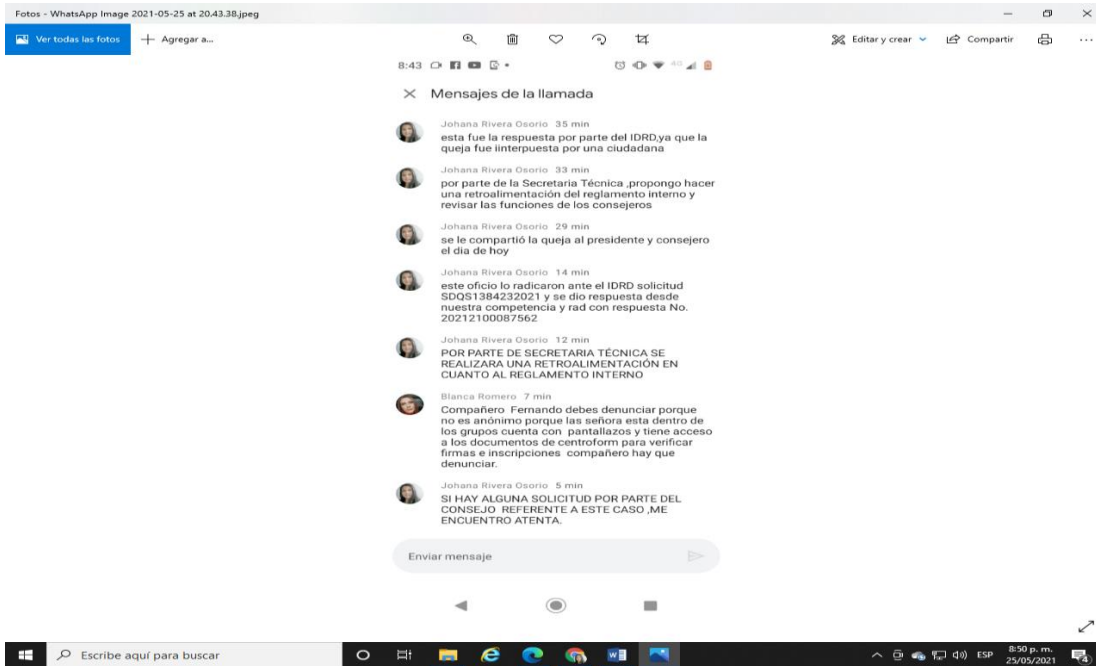 Fotos - WhatsApp Image 2021-05-25 at 20.43.38.jpeg
Ver todas las fotos
Agregar a...
Editar y crear
Compartir
8:43
4G
Mensajes de la llamada
Johana Rivera Osorio 35 min
esta fue la respuesta por parte del IDRD,ya que la
queja fue iinterpuesta por una ciudadana
Johana Rivera Osorio 33 min
por parte de la Secretaria Técnica ,propongo hacer
una retroalimentación del reglamento interno y
revisar las funciones de los consejeros
Johana Rivera Osorio 29 min
se le compartió la queja al presidente y consejero
el dia de hoy
Johana Rivera Osorio 14 min
este oficio lo radicaron ante el IDRD solicitud
SDQS1384232021 y se dio respuesta desde
nuestra competencia y rad con respuesta No.
20212100087562
Johana Rivera Osorio 12 min
POR PARTE DE SECRETARIA TÉCNICA SE
REALIZARA UNA RETROALIMENTACIÓN EN
CUANTO AL REGLAMENTO INTERNO
Blanca Romero 7 min
Compañero Fernando debes denunciar porque
no es anónimo porque las señora esta dentro de
los grupos cuenta con pantallazos y tiene acceso
a los documentos de centroform para verificar
firmas e inscripciones compañero hay que
denunciar.
Johana Rivera Osorio 5 min
SI HAY ALGUNA SOLICITUD POR PARTE DEL
CONSEJO REFERENTE A ESTE CASO ,ME
ENCUENTRO ATENTA.
Enviar mensaje
Escribe aquí para buscar
ESP
8:50 p. m.
25/05/2021